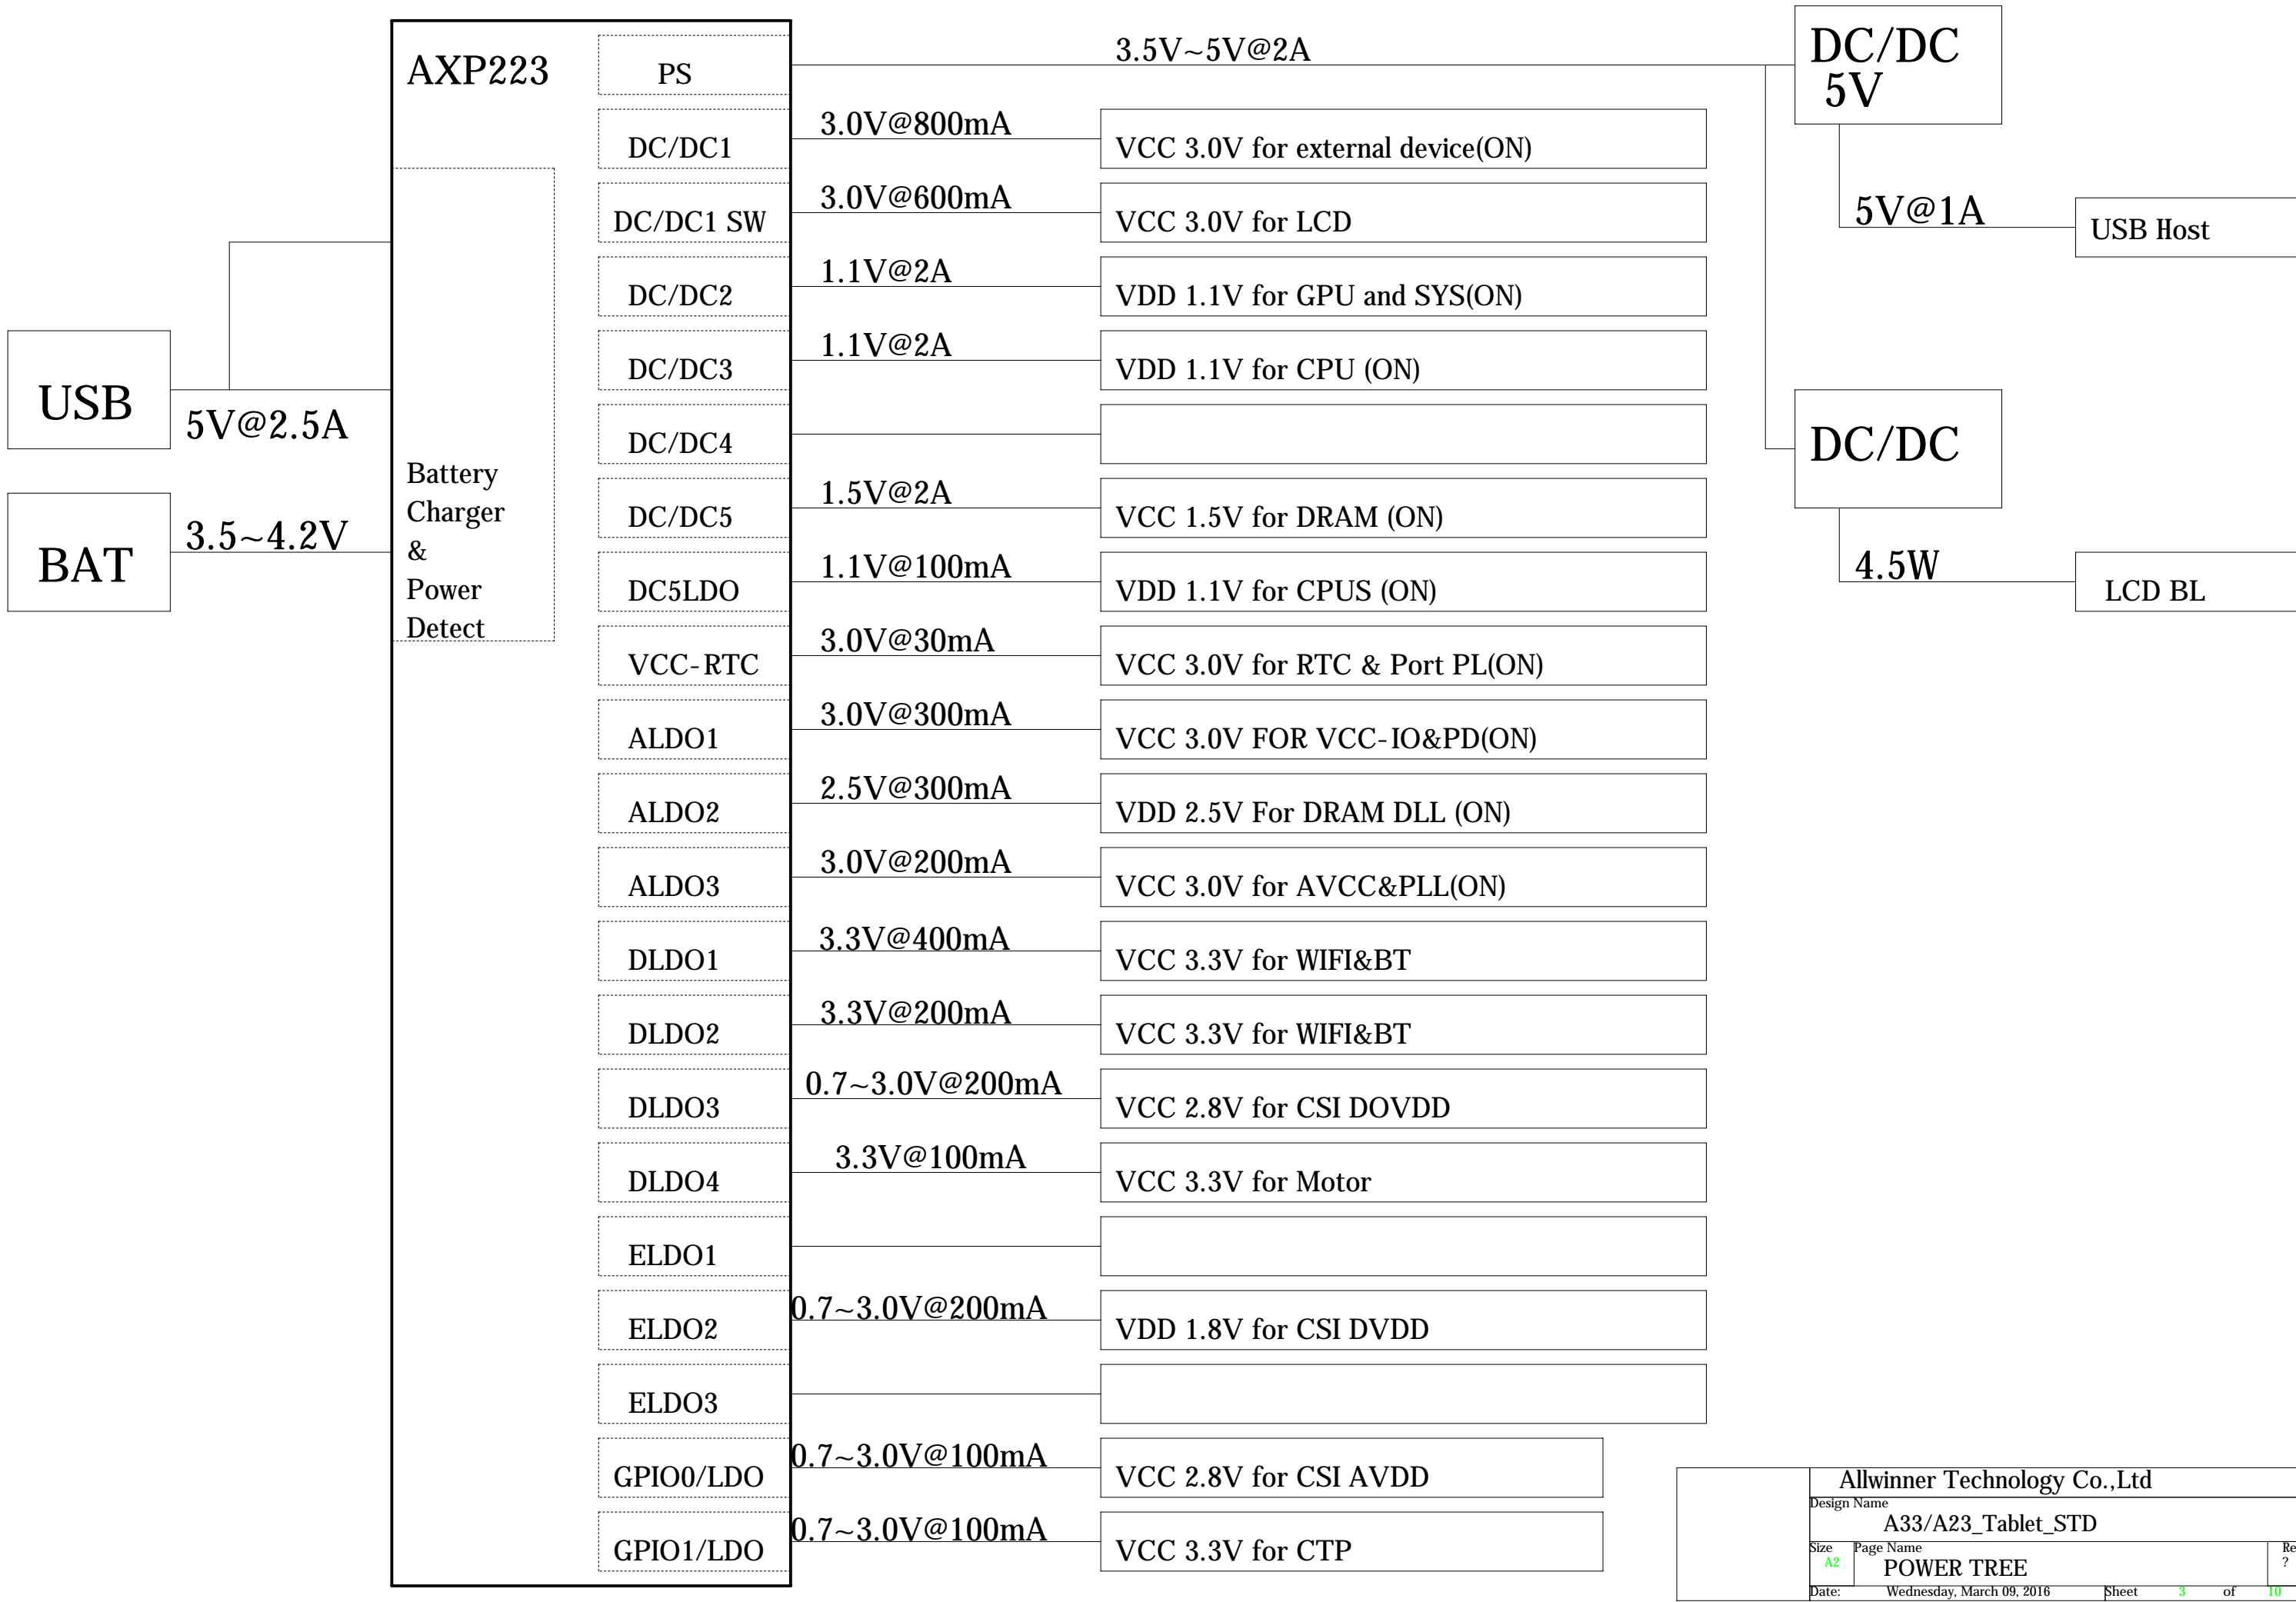 AXP223
PS
3.5V~5V@2A
DC/DC
5V
DC/DC1
3.0V@800mA
VCC 3.0V for external device(ON)
DC/DC1 SW
3.0V@600mA
VCC 3.0V for LCD
5V@1A
USB Host
DC/DC2
1.1V@2A
VDD 1.1V for GPU and SYS(ON)
DC/DC3
1.1V@2A
VDD 1.1V for CPU (ON)
USB
5V@2.5A
DC/DC4
DC/DC
Battery
Charger
&
Power
Detect
BAT
3.5~4.2V
DC/DC5
1.5V@2A
VCC 1.5V for DRAM (ON)
DC5LDO
1.1V@100mA
VDD 1.1V for CPUS (ON)
4.5W
LCD BL
VCC-RTC
3.0V@30mA
VCC 3.0V for RTC & Port PL(ON)
ALDO1
3.0V@300mA
VCC 3.0V FOR VCC-IO&PD(ON)
ALDO2
2.5V@300mA
VDD 2.5V For DRAM DLL (ON)
ALDO3
3.0V@200mA
VCC 3.0V for AVCC&PLL(ON)
DLDO1
3.3V@400mA
VCC 3.3V for WIFI&BT
DLDO2
3.3V@200mA
VCC 3.3V for WIFI&BT
DLDO3
0.7~3.0V@200mA
VCC 2.8V for CSI DOVDD
DLDO4
3.3V@100mA
VCC 3.3V for Motor
ELDO1
ELDO2
0.7~3.0V@200mA
VDD 1.8V for CSI DVDD
ELDO3
GPIO0/LDO
0.7~3.0V@100mA
VCC 2.8V for CSI AVDD
GPIO1/LDO
0.7~3.0V@100mA
VCC 3.3V for CTP
Allwinner Technology Co.,Ltd
Design Name
A33/A23_Tablet_STD
Size
A2
Page Name
POWER TREE
Re
?
Date: Wednesday, March 09, 2016 Sheet 3 of 10